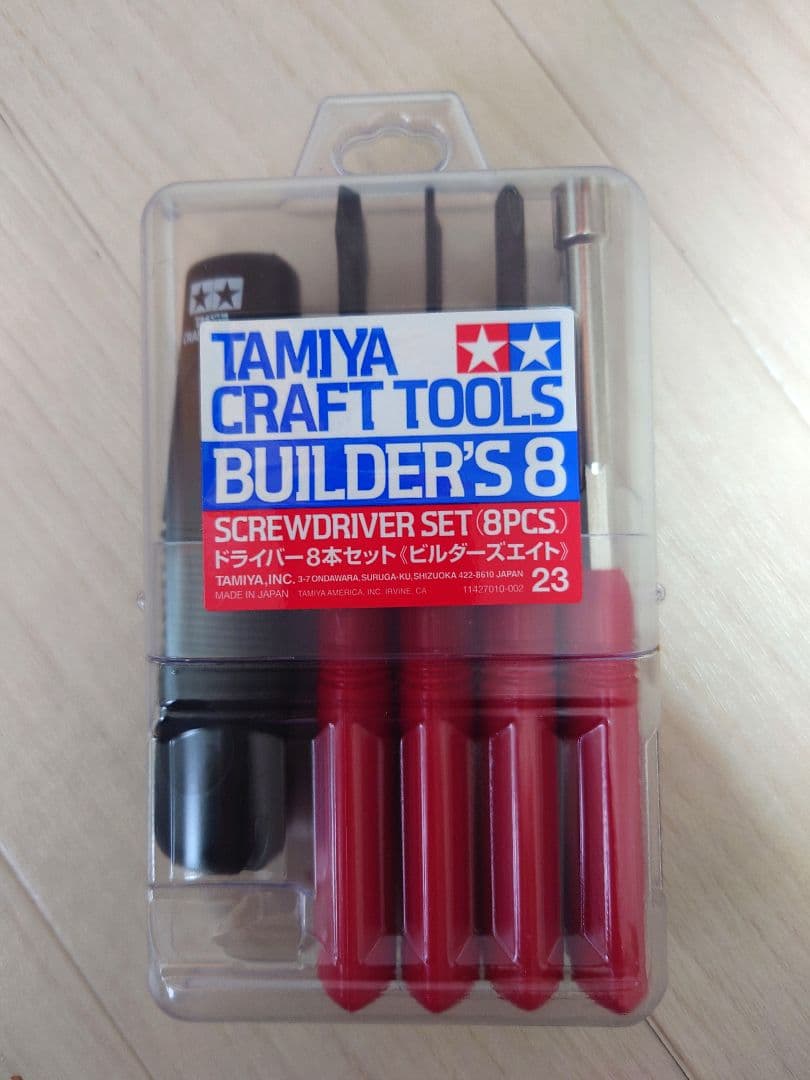 TAMIYA
CRAFT TOOLS
BUILDER'S 8
SCREWDRIVER SET (8PCS.)
ドライバー8本セット《ビルダーズエイト》
TAMIYA, INC. 3-7 ONDAWARA, SURUGA-KU, SHIZUOKA 422-8610 JAPAN
MADE IN JAPAN TAMIYA AMERICA, INC. IRVINE, CA 11427010-002 23